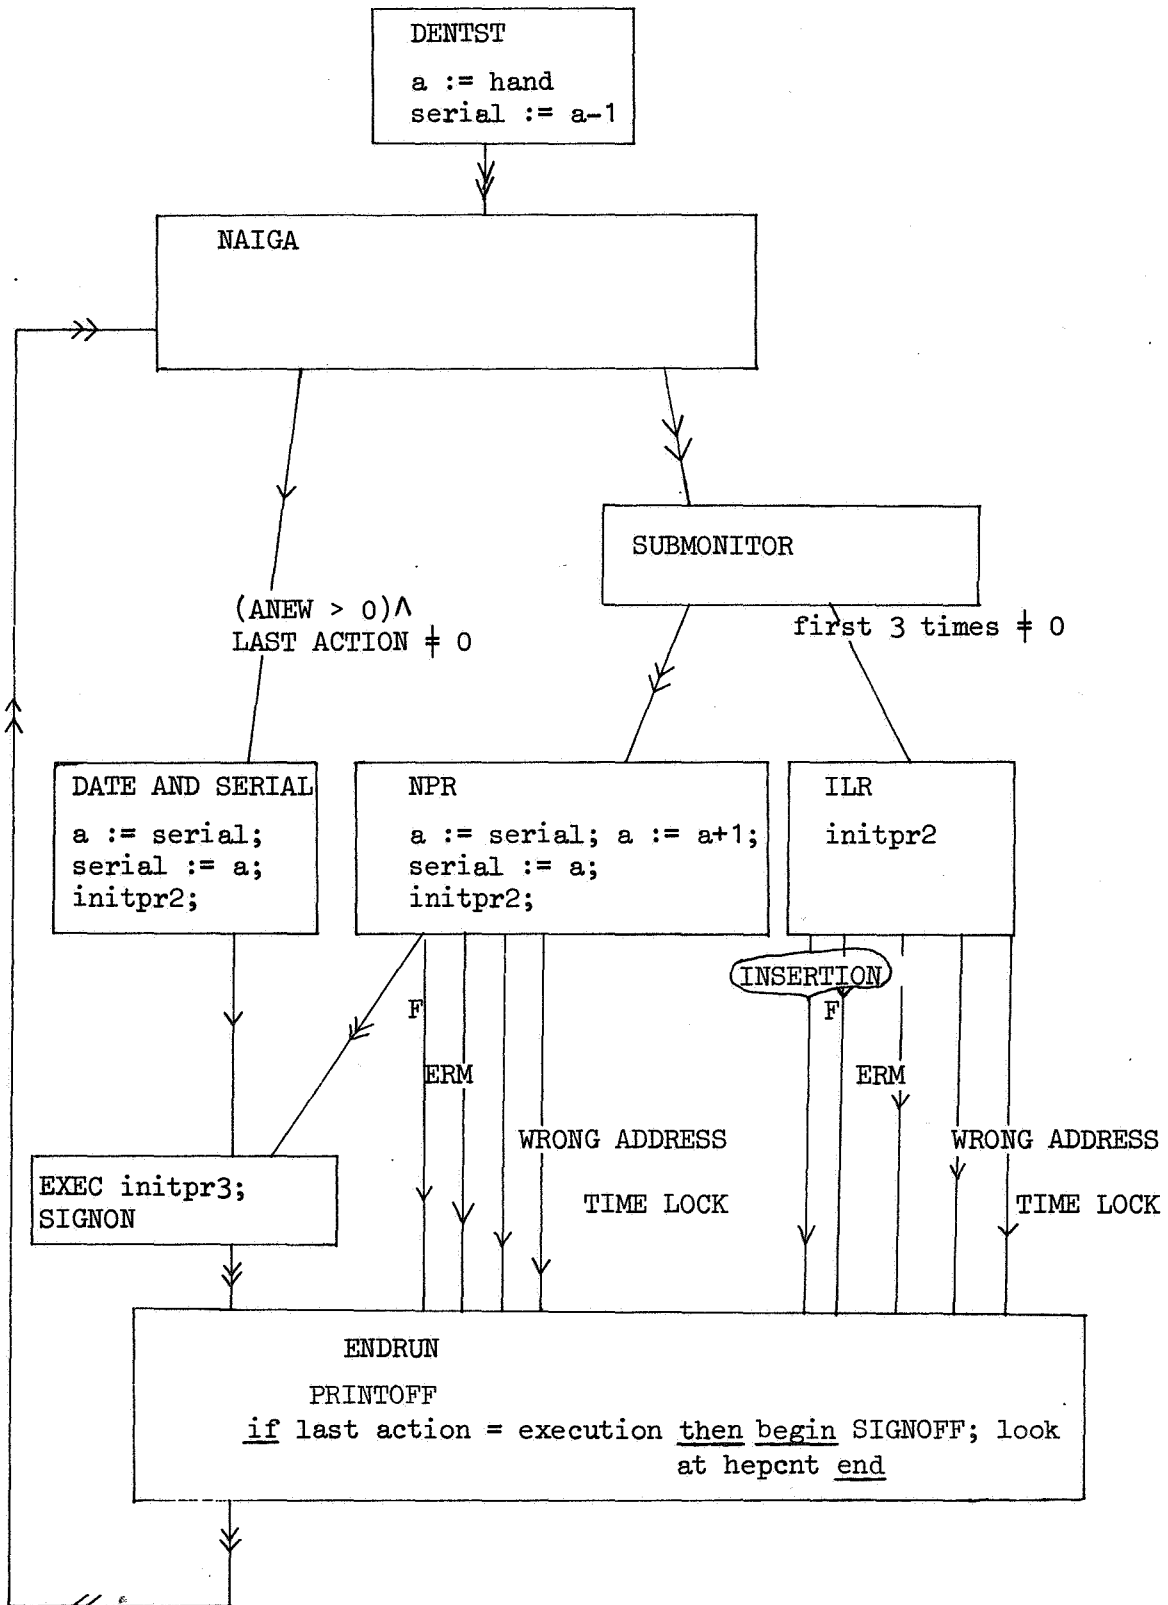 DENTST
a := hand
serial := a-1
NAIGA
SUBMONITOR
(ANEW > 0)∧
LAST ACTION ≠ 0
first 3 times ≠ 0
DATE AND SERIAL
a := serial;
serial := a;
initpr2;
NPR
a := serial; a := a+1;
serial := a;
initpr2;
ILR
initpr2
INSERTION
F
F
ERM
ERM
WRONG ADDRESS
WRONG ADDRESS
TIME LOCK
TIME LOCK
EXEC initpr3;
SIGNON
ENDRUN
PRINTOFF
if last action = execution then begin SIGNOFF; look
at hepcnt end